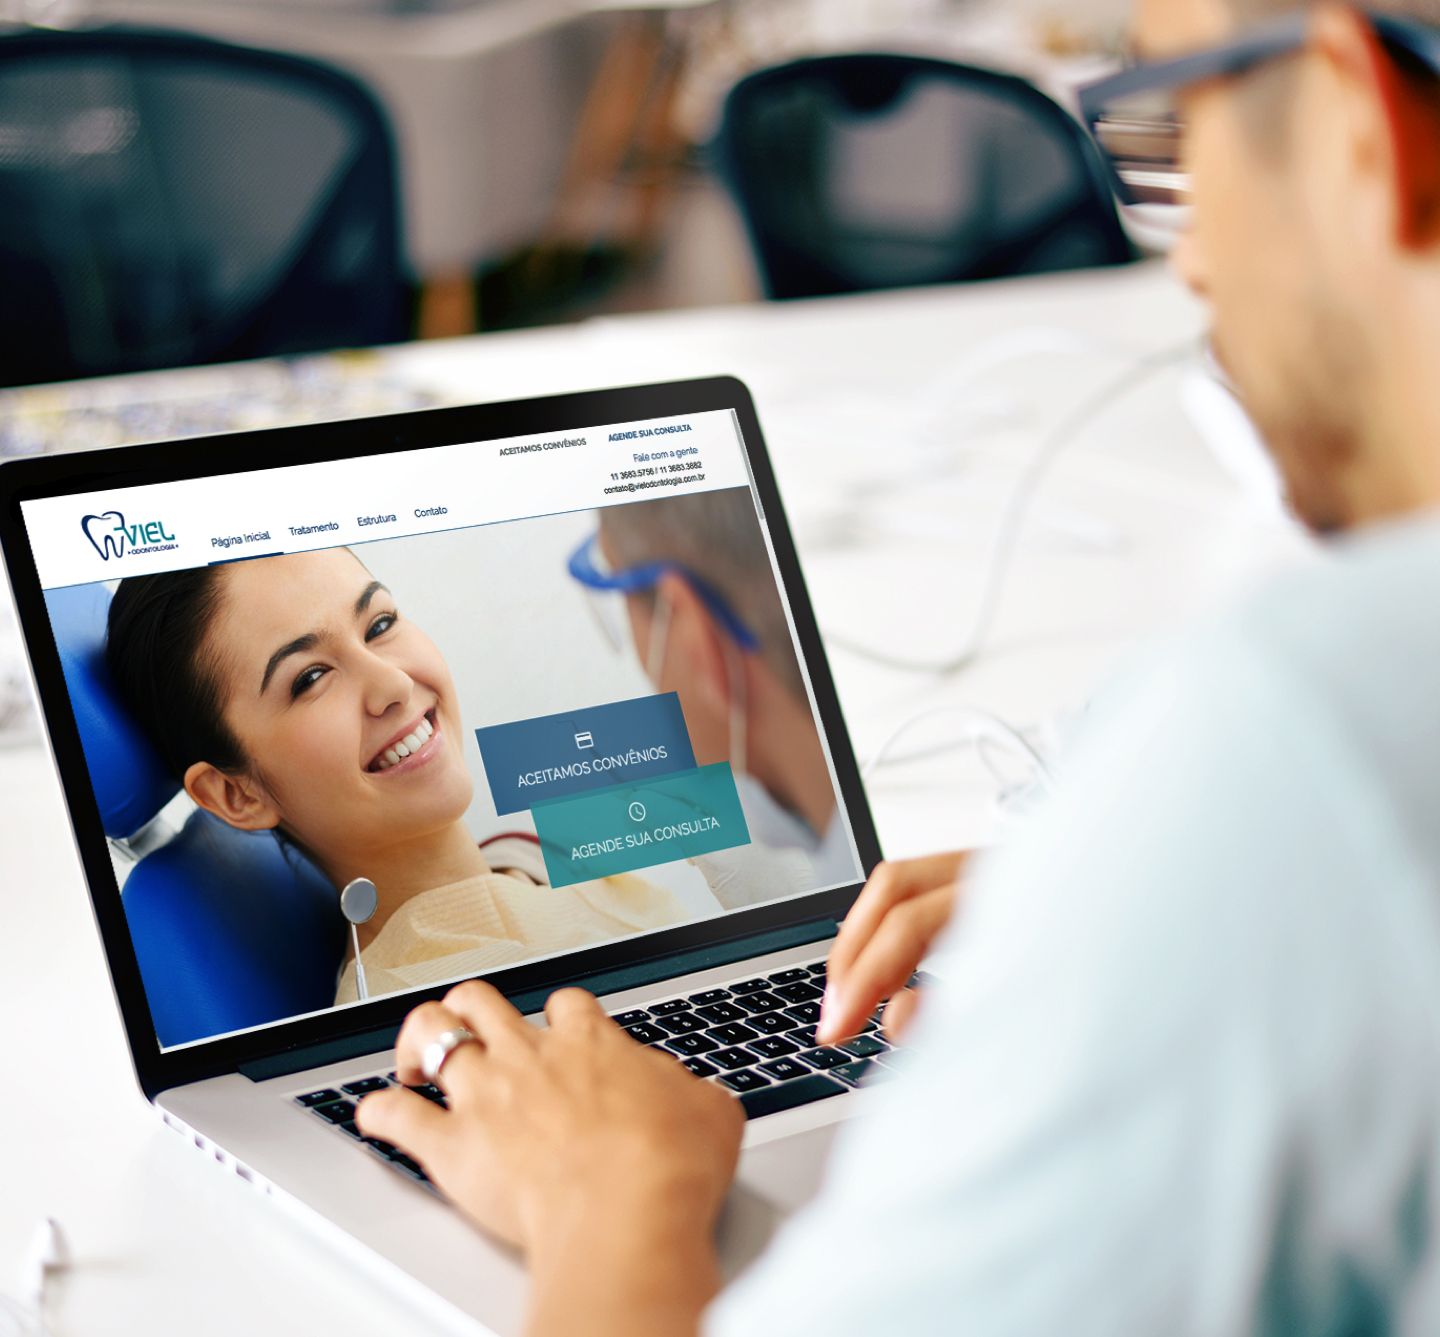 ACEITAMOS CONVÊNIOS
AGENDE SUA CONSULTA
Fale com a gente
11 3683.5756 / 11 3683.3682
contato@vielodontologia.com.br
VIEL
• ODONTOLOGIA •
Página Inicial
Tratamento
Estrutura
Contato
ACEITAMOS CONVÊNIOS
AGENDE SUA CONSULTA